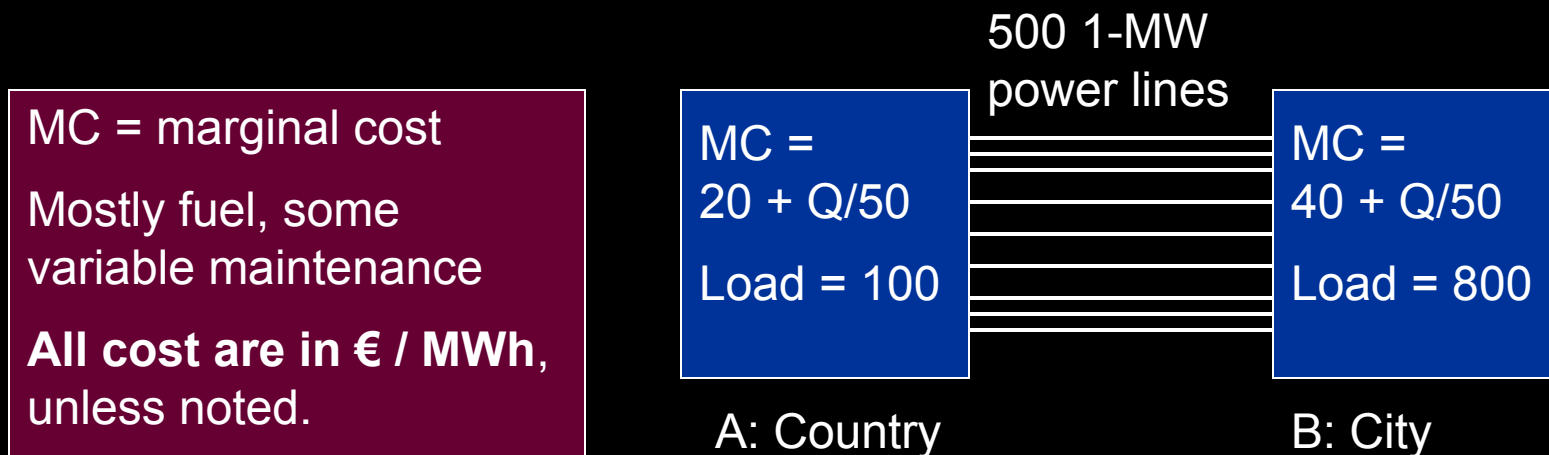 500 1-MW
power lines
MC = marginal cost
Mostly fuel, some
variable maintenance
All cost are in € / MWh,
unless noted.
MC =
20 + Q/50
Load = 100
MC =
40 + Q/50
Load = 800
A: Country
B: City